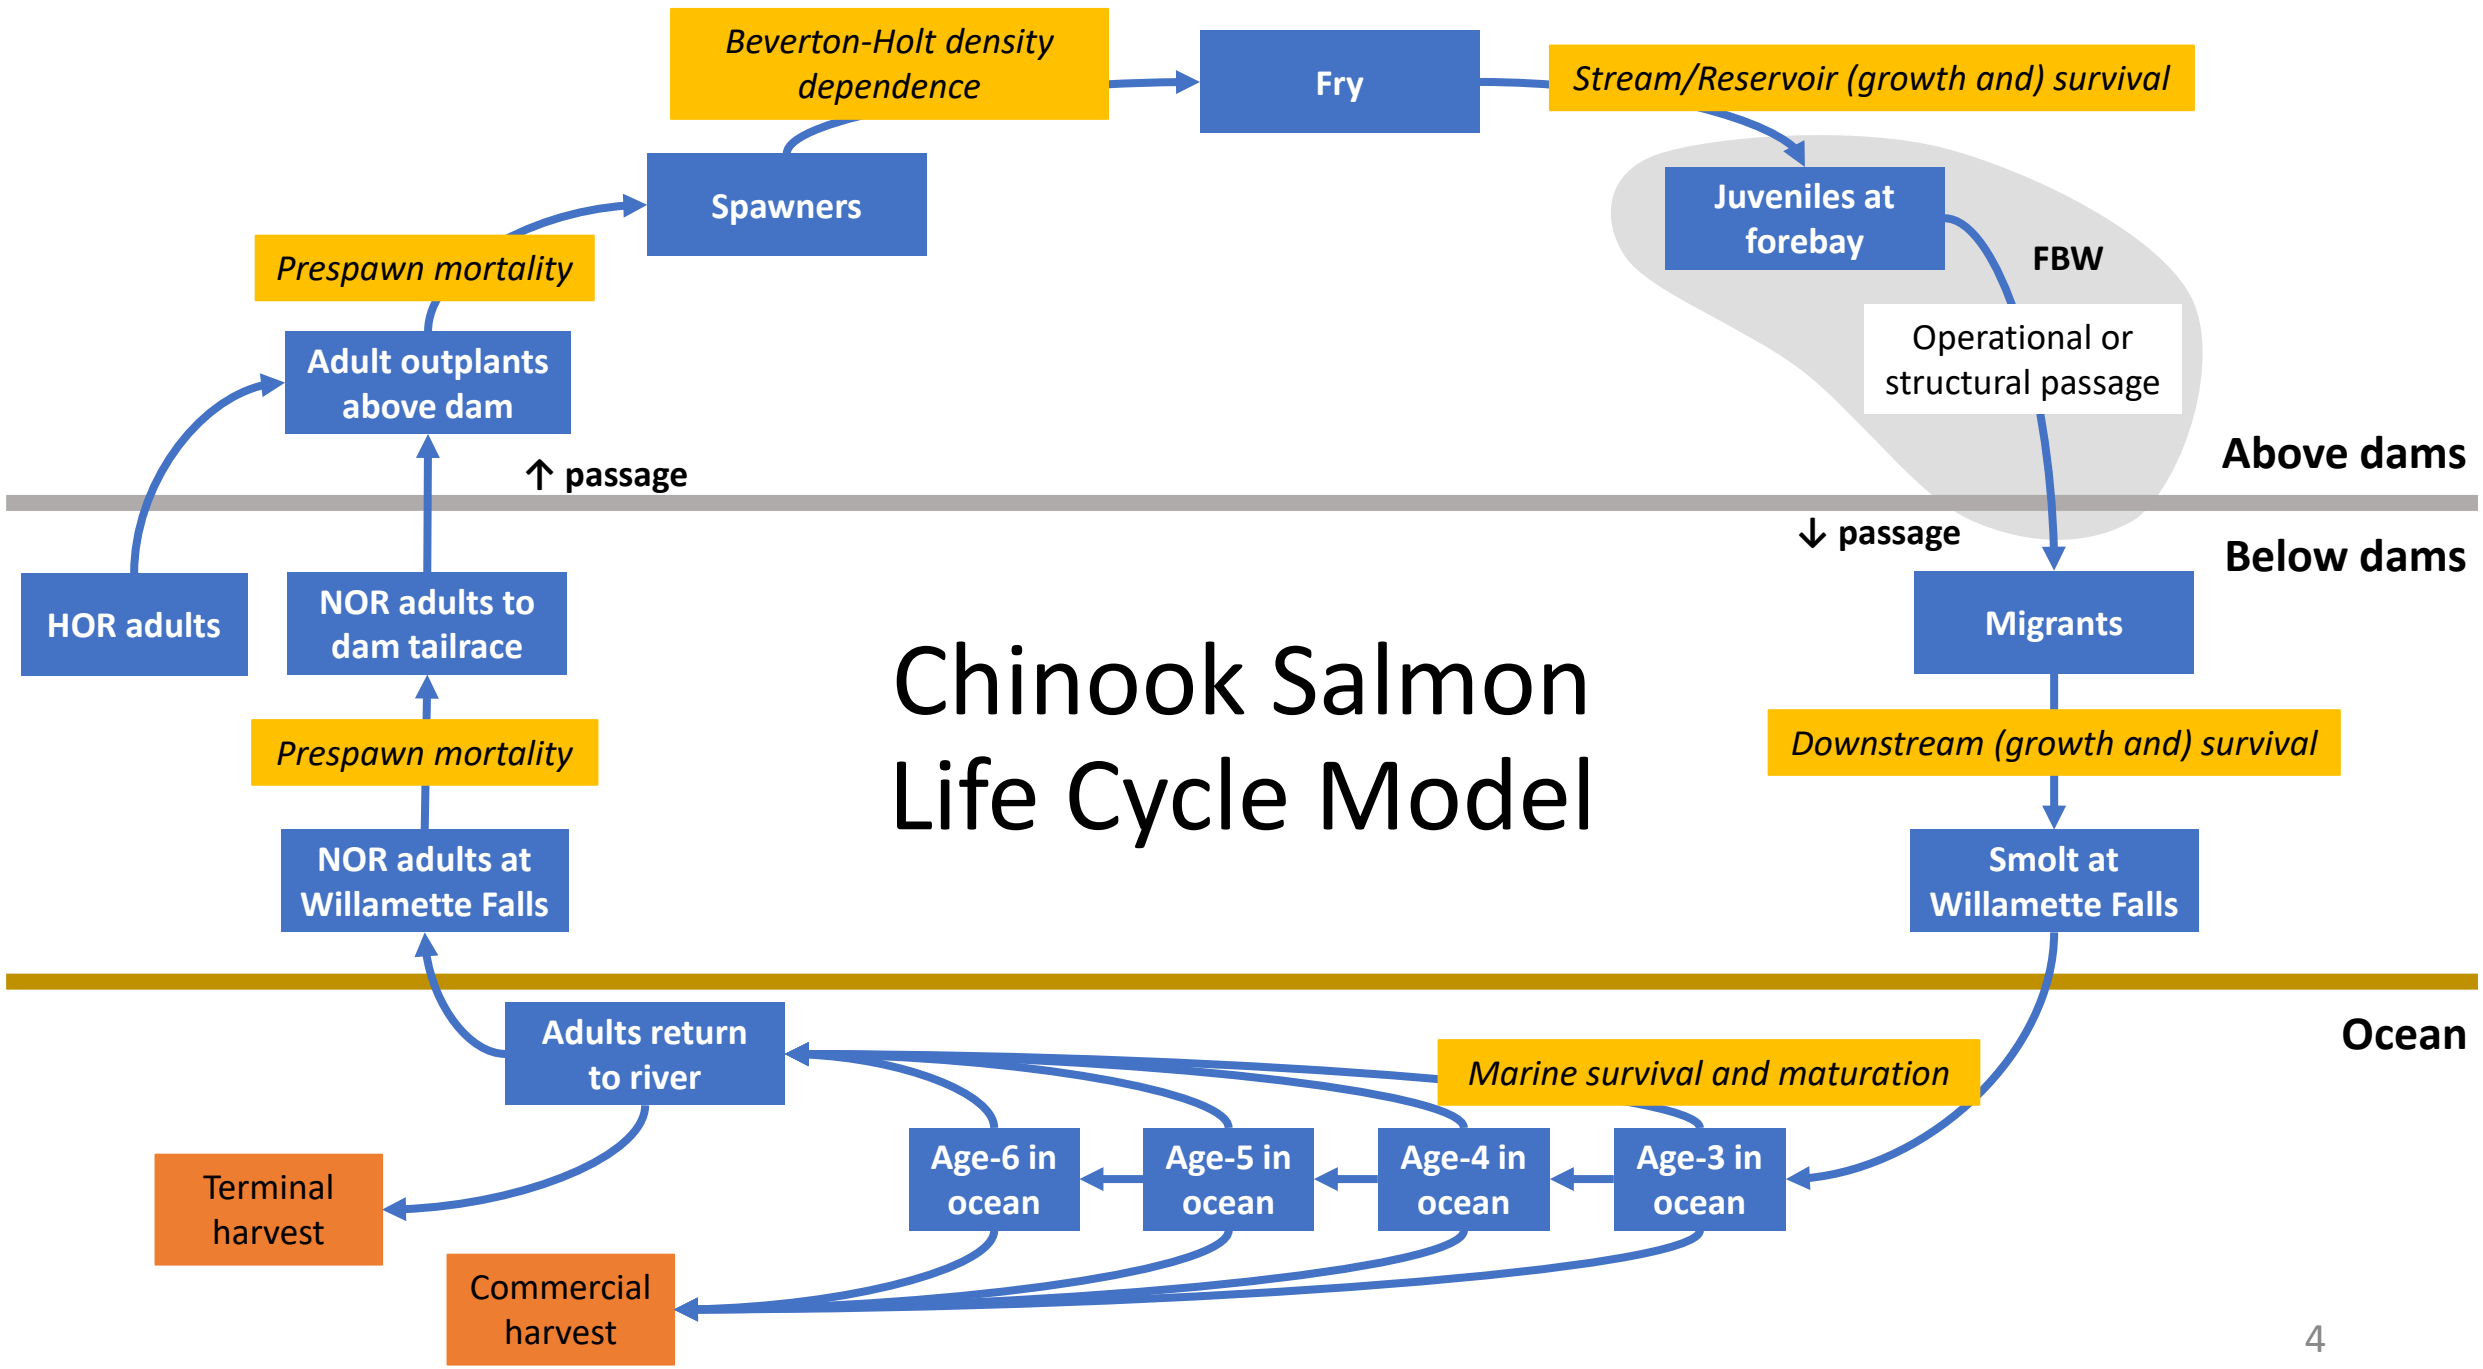 Beverton-Holt density
dependence
Fry
Stream/Reservoir (growth and) survival
Spawners
Juveniles at
forebay
FBW
Prespawn mortality
Operational or
structural passage
Adult outplants
above dam
↑ passage
Above dams
↓ passage
Below dams
HOR adults
NOR adults to
dam tailrace
Migrants
Chinook Salmon
Life Cycle Model
Prespawn mortality
Downstream (growth and) survival
NOR adults at
Willamette Falls
Smolt at
Willamette Falls
Ocean
Adults return
to river
Marine survival and maturation
Age-6 in
ocean
Age-5 in
ocean
Age-4 in
ocean
Age-3 in
ocean
Terminal
harvest
Commercial
harvest
4